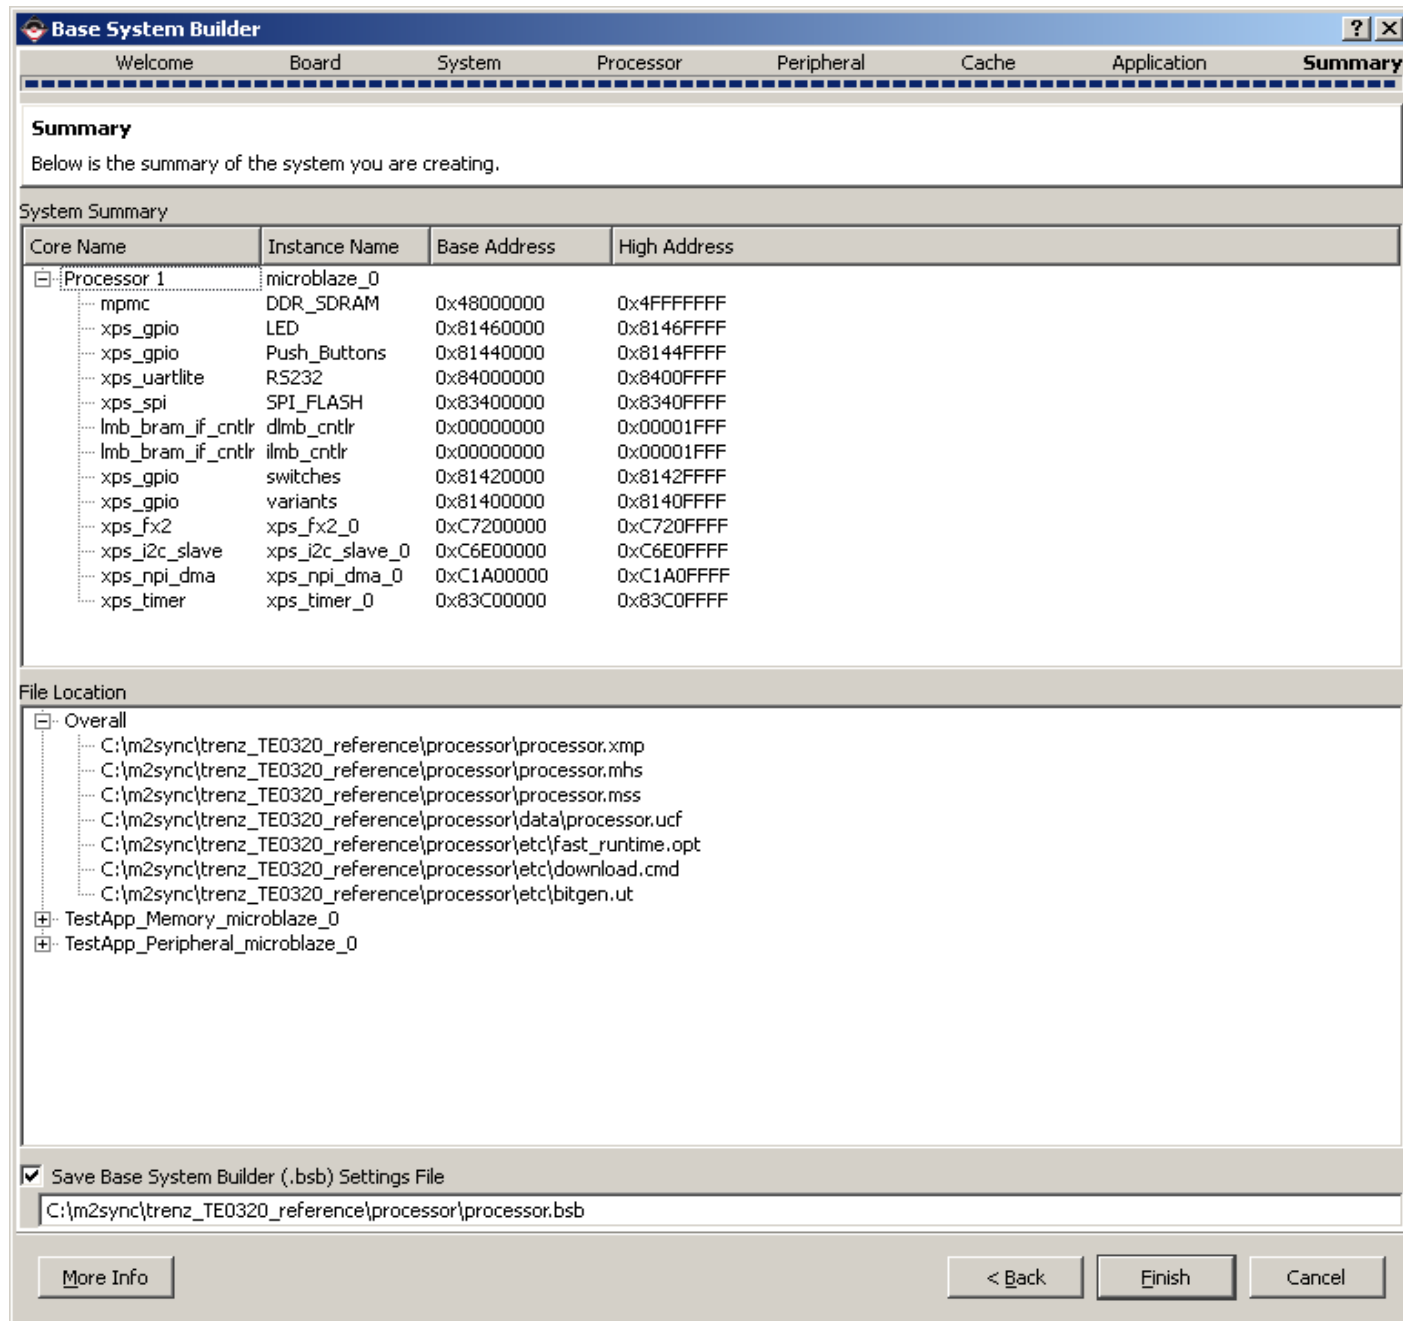 Base System Builder
Welcome Board System Processor Peripheral Cache Application Summary
Summary
Below is the summary of the system you are creating.
System Summary
Core Name Instance Name Base Address High Address
Processor 1 microblaze_0
mpmc DDR_SDRAM 0x48000000 0x4FFFFFFF
xps_gpio LED 0x81460000 0x8146FFFF
xps_gpio Push_Buttons 0x81440000 0x8144FFFF
xps_uartlite RS232 0x84000000 0x8400FFFF
xps_spi SPI_FLASH 0x83400000 0x8340FFFF
lmb_bram_if_cntlr dlmb_cntlr 0x00000000 0x00001FFF
lmb_bram_if_cntlr ilmb_cntlr 0x00000000 0x00001FFF
xps_gpio switches 0x81420000 0x8142FFFF
xps_gpio variants 0x81400000 0x8140FFFF
xps_fx2 xps_fx2_0 0xC7200000 0xC720FFFF
xps_i2c_slave xps_i2c_slave_0 0xC6E00000 0xC6E0FFFF
xps_npi_dma xps_npi_dma_0 0xC1A00000 0xC1A0FFFF
xps_timer xps_timer_0 0x83C00000 0x83C0FFFF
File Location
Overall
C:\m2sync\trenz_TE0320_reference\processor\processor.xmp
C:\m2sync\trenz_TE0320_reference\processor\processor.mhs
C:\m2sync\trenz_TE0320_reference\processor\processor.mss
C:\m2sync\trenz_TE0320_reference\processor\data\processor.ucf
C:\m2sync\trenz_TE0320_reference\processor\etc\fast_runtime.opt
C:\m2sync\trenz_TE0320_reference\processor\etc\download.cmd
C:\m2sync\trenz_TE0320_reference\processor\etc\bitgen.ut
TestApp_Memory_microblaze_0
TestApp_Peripheral_microblaze_0
Save Base System Builder (.bsb) Settings File
C:\m2sync\trenz_TE0320_reference\processor\processor.bsb
More Info < Back Finish Cancel